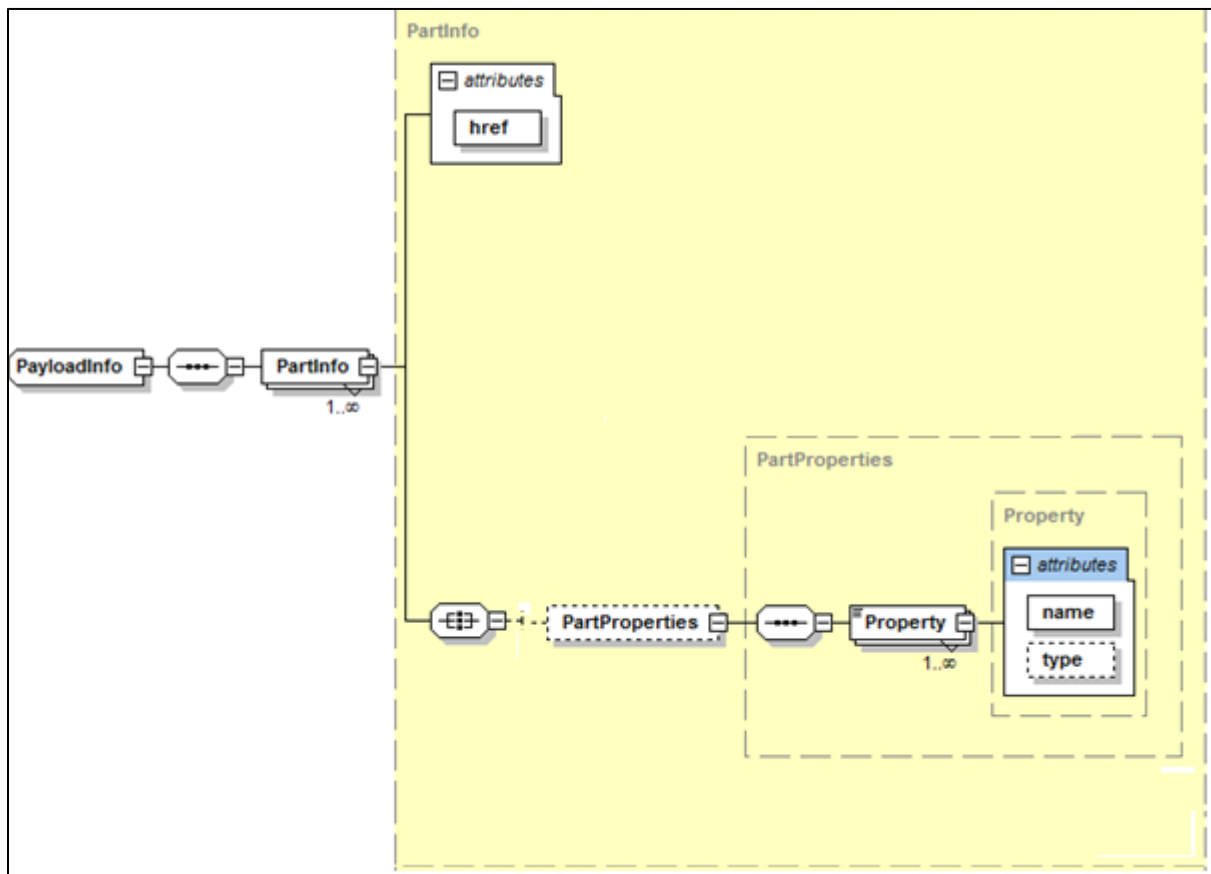 PartInfo
attributes
href
PayloadInfo
PartInfo
1..∞
PartProperties
Property
attributes
PartProperties
Property
name
1..∞
type